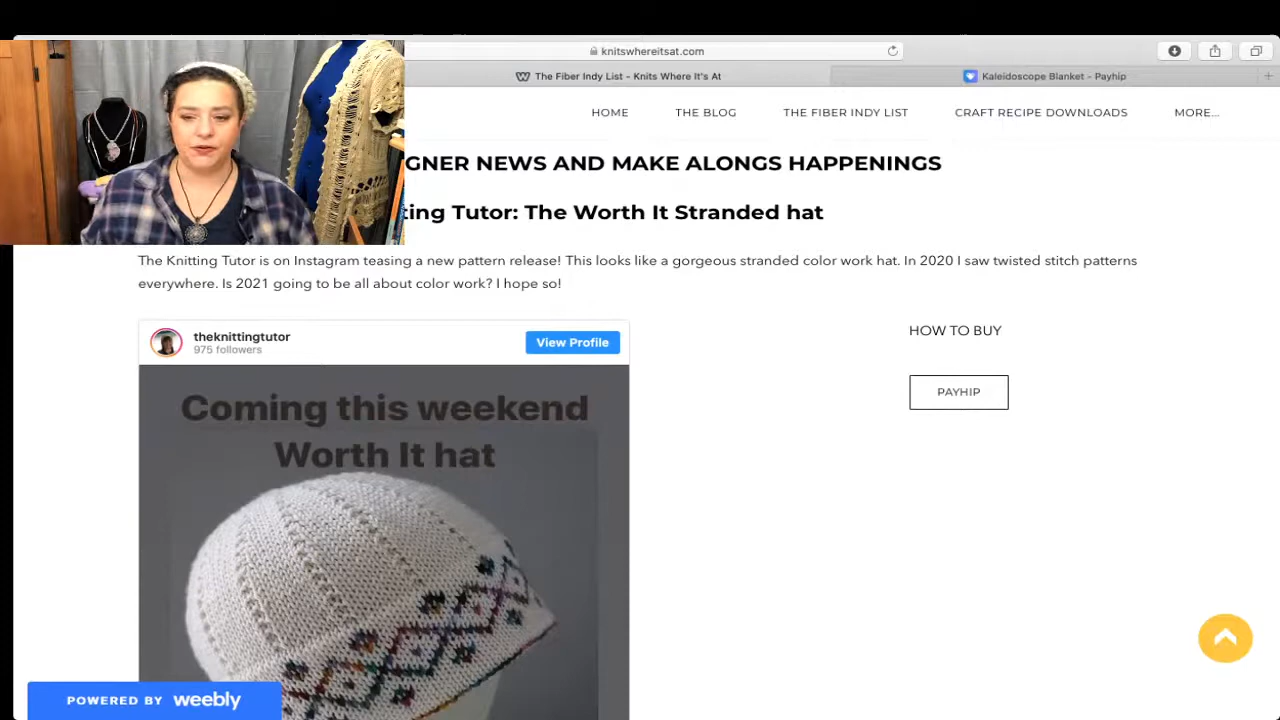 knitswhereitsat.com
The Fiber Indy List - Knits Where It's At
Kaleidoscope Blanket - Payhip
HOME THE BLOG THE FIBER INDY LIST CRAFT RECIPE DOWNLOADS MORE...
GNER NEWS AND MAKE ALONGS HAPPENINGS
ting Tutor: The Worth It Stranded hat
The Knitting Tutor is on Instagram teasing a new pattern release! This looks like a gorgeous stranded color work hat. In 2020 I saw twisted stitch patterns
everywhere. Is 2021 going to be all about color work? I hope so!
theknittingtutor
975 followers
View Profile
HOW TO BUY
PAYHIP
Coming this weekend
Worth It hat
POWERED BY weebly